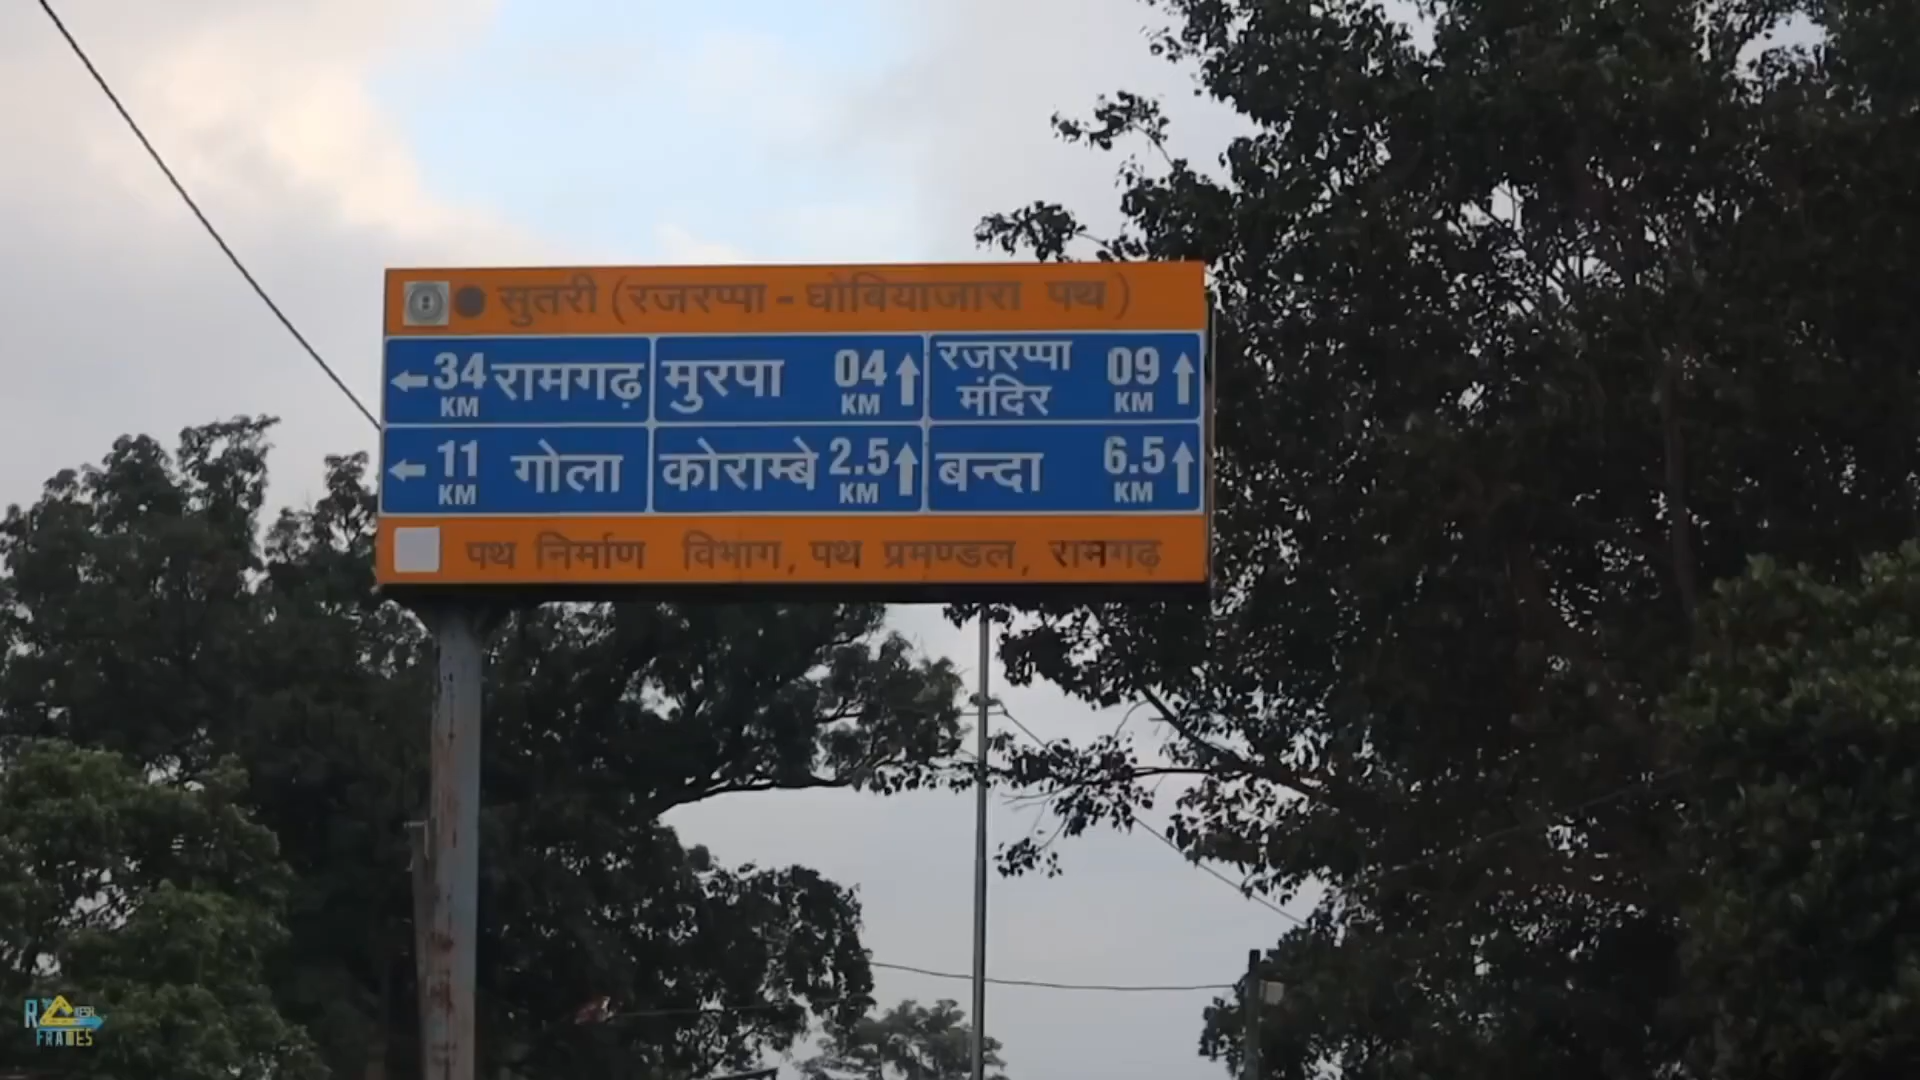 सुतरी (रजरप्पा - घोबियाजारा पथ)
←34 KM रामगढ़
मुरपा 04 KM ↑
रजरप्पा मंदिर 09 KM ↑
← 11 KM गोला
कोराम्बे 2.5 KM ↑
बन्दा 6.5 KM ↑
पथ निर्माण विभाग, पथ प्रमण्डल, रामगढ़
FRAMES